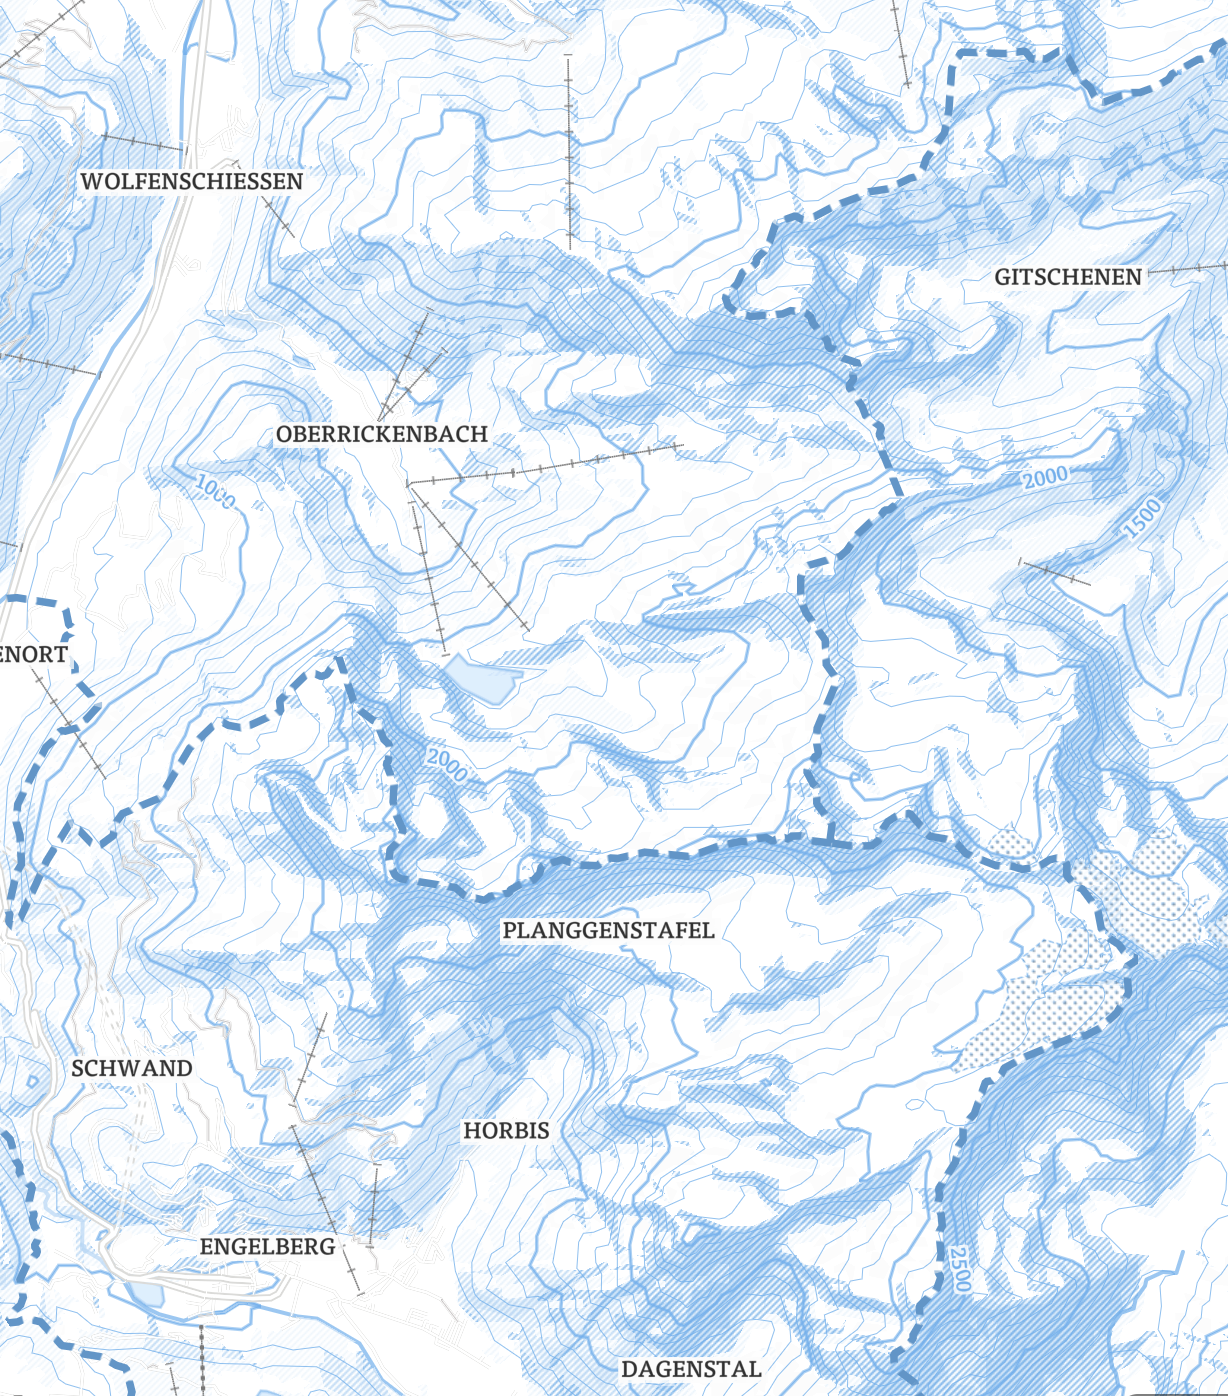 WOLFENSCHIESSEN
GITSCHENEN
OBERRICKENBACH
2000
1000
1500
ENORT
2000
PLANGGENSTAFEL
SCHWAND
HORBIS
ENGELBERG
2500
DAGENSTAL